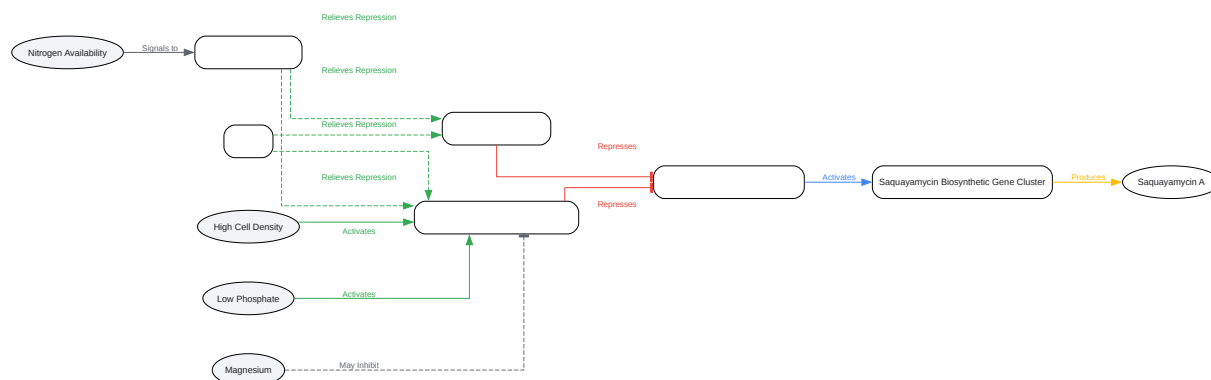 Relieves Repression
Nitrogen Availability
Signals to
Relieves Repression
Relieves Repression
Represses
Activates
Saquayamycin Biosynthetic Gene Cluster
Produces
Saquayamycin A
Relieves Repression
Represses
High Cell Density
Activates
Low Phosphate
Activates
Magnesium
May Inhibit